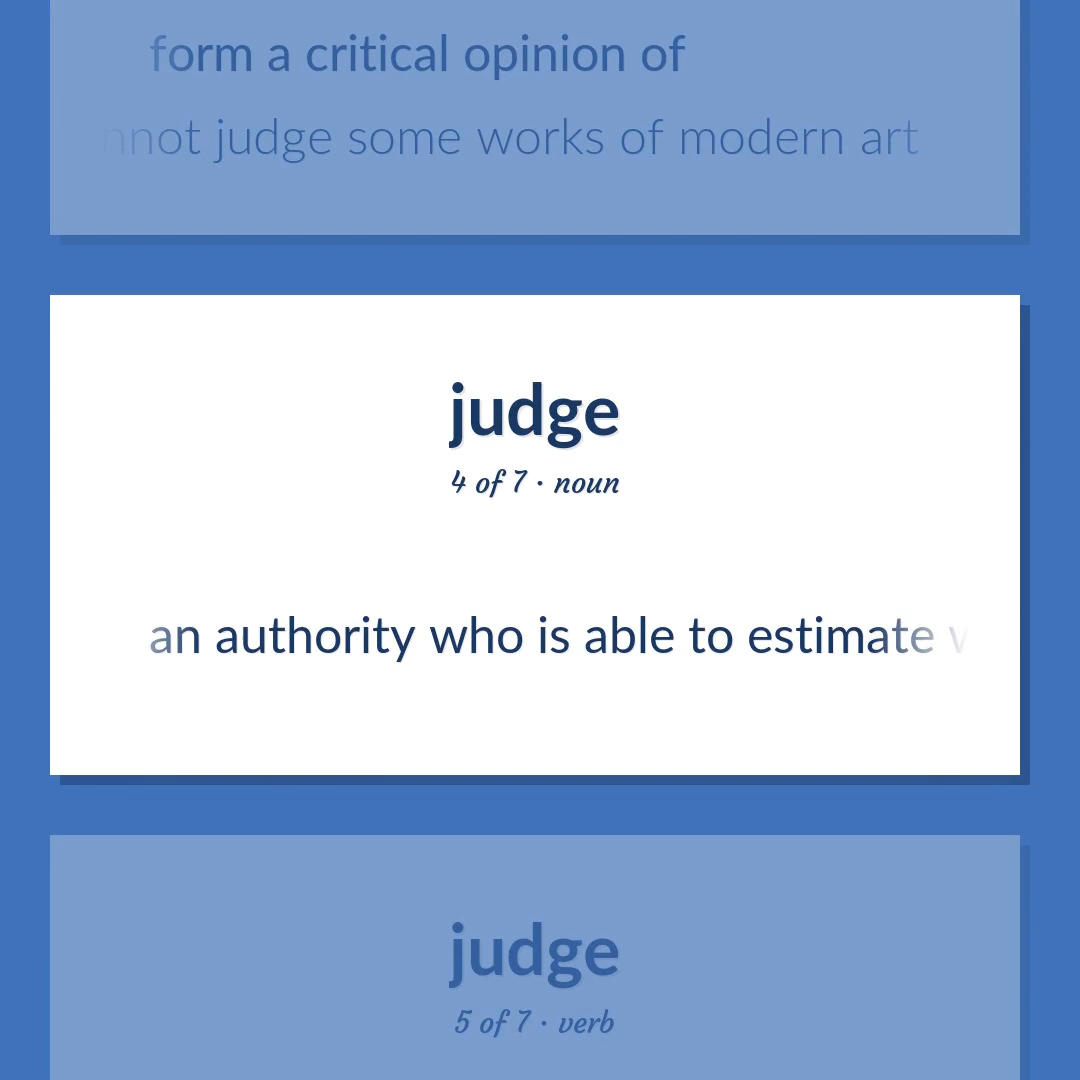 form a critical opinion of
judge some works of modern art
judge
4 of 7 · noun
an authority who is able to estimate
judge
5 of 7 · verb